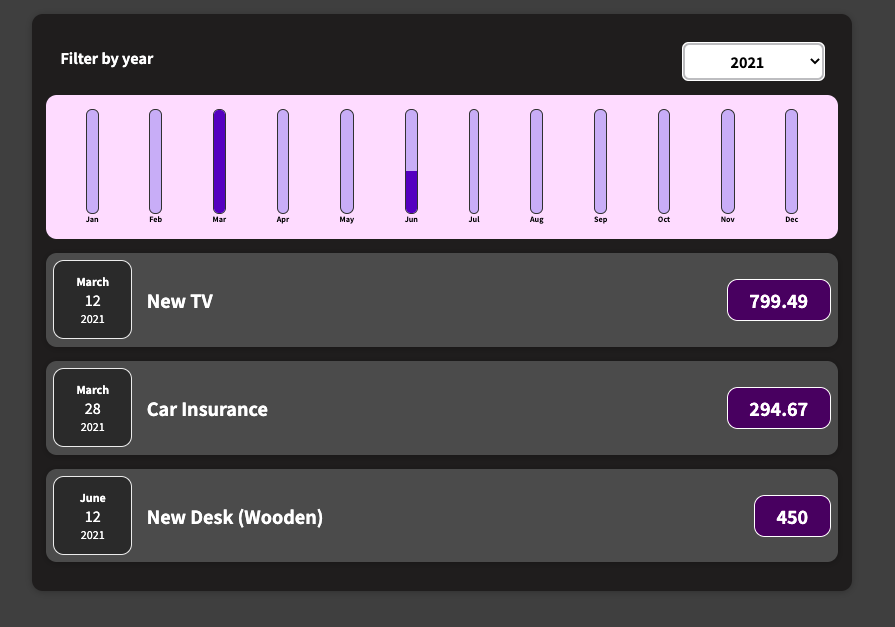 Filter by year
2021
Jan Feb Mar Apr May Jun Jul Aug Sep Oct Nov Dec
March
12
2021
New TV
799.49
March
28
2021
Car Insurance
294.67
June
12
2021
New Desk (Wooden)
450